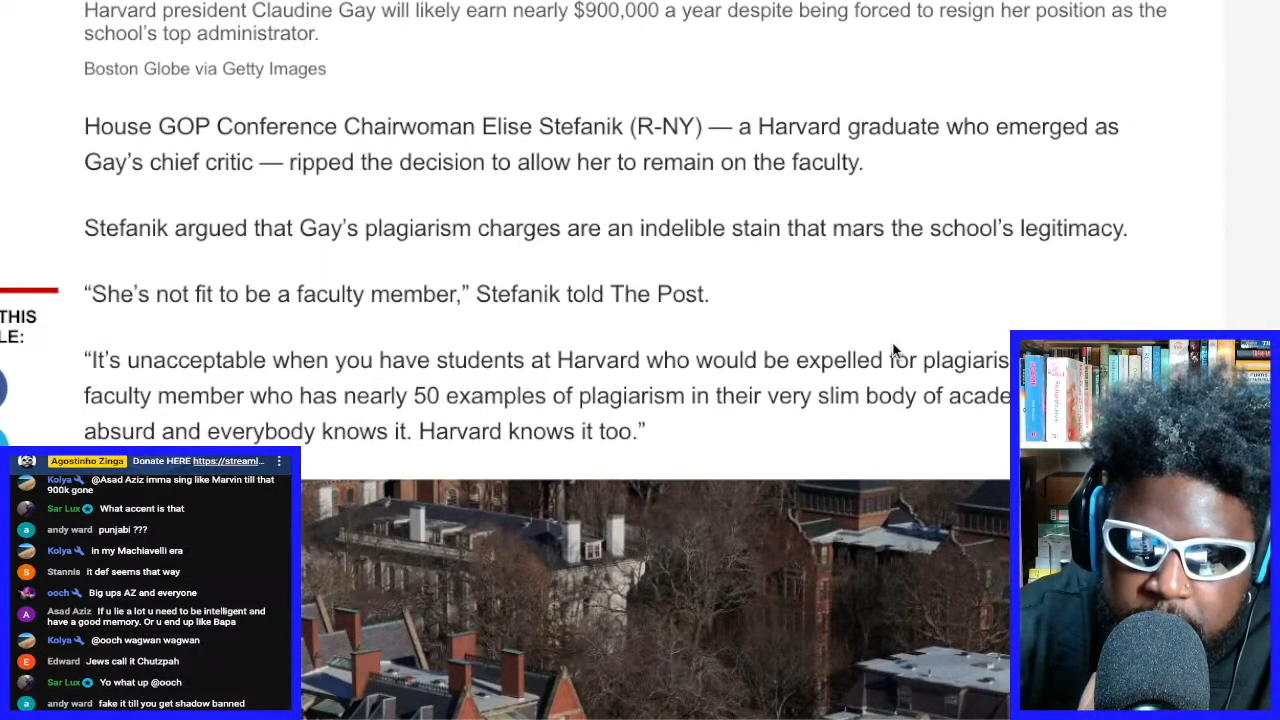 Harvard president Claudine Gay will likely earn nearly $900,000 a year despite being forced to resign her position as the
school’s top administrator.
Boston Globe via Getty Images
House GOP Conference Chairwoman Elise Stefanik (R-NY) — a Harvard graduate who emerged as
Gay’s chief critic — ripped the decision to allow her to remain on the faculty.
Stefanik argued that Gay’s plagiarism charges are an indelible stain that mars the school’s legitimacy.
“She’s not fit to be a faculty member,” Stefanik told The Post.
THIS
LE:
“It’s unacceptable when you have students at Harvard who would be expelled for plagiaris
faculty member who has nearly 50 examples of plagiarism in their very slim body of acade
absurd and everybody knows it. Harvard knows it too.”
Agostinho Zinga Donate HERE https://streaml...
Kolya @Asad Aziz imma sing like Marvin till that
900k gone
Sar Lux What accent is that
andy ward punjabi ???
Kolya in my Machiavelli era
Stannis it def seems that way
ooch Big ups AZ and everyone
Asad Aziz If u lie a lot u need to be intelligent and
have a good memory. Or u end up like Bapa
Kolya @ooch wagwan wagwan
Edward Jews call it Chutzpah
Sar Lux Yo what up @ooch
andy ward fake it till you get shadow banned